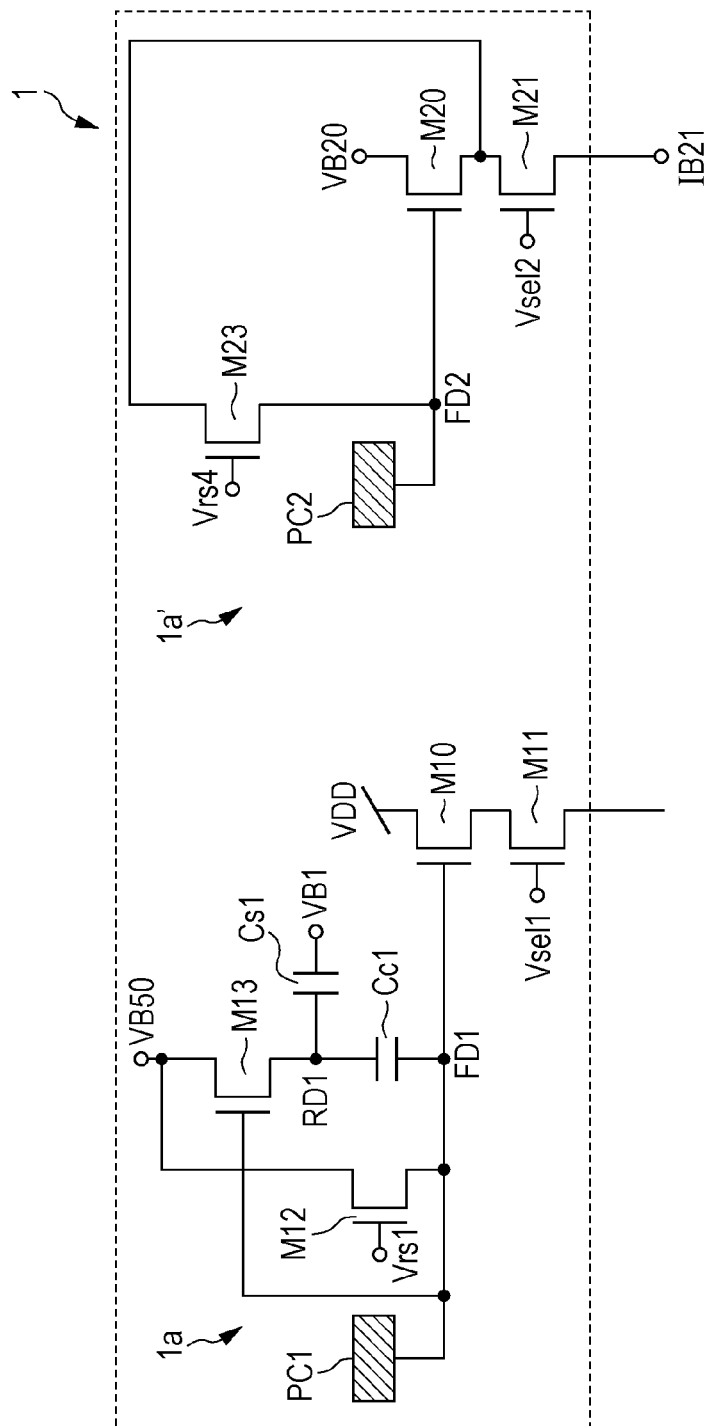 1
1a
PC1
M12
Vrs1
VB50
M13
RD1
Cs1
VB1
Cc1
FD1
VDD
M10
M11
Vsel1
1a'
PC2
Vrs4
M23
FD2
VB20
M20
M21
Vsel2
IB21